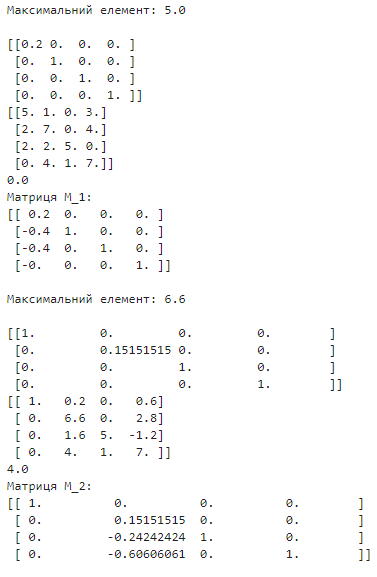 Максимальний елемент: 5.0
[[0.2 0.  0.  0. ]
 [0.  1.  0.  0. ]
 [0.  0.  1.  0. ]
 [0.  0.  0.  1. ]]
[[5. 1. 0. 3.]
 [2. 7. 0. 4.]
 [2. 2. 5. 0.]
 [0. 4. 1. 7.]]
0.0
Матриця M_1:
[[ 0.2  0.   0.   0. ]
 [-0.4  1.   0.   0. ]
 [-0.4  0.   1.   0. ]
 [-0.   0.   0.   1. ]]
Максимальний елемент: 6.6
[[1.         0.         0.         0.        ]
 [0.         0.15151515 0.         0.        ]
 [0.         0.         1.         0.        ]
 [0.         0.         0.         1.        ]]
[[ 1.   0.2  0.   0.6]
 [ 0.   6.6  0.   2.8]
 [ 0.   1.6  5.  -1.2]
 [ 0.   4.   1.   7. ]]
4.0
Матриця M_2:
[[ 1.          0.          0.          0.        ]
 [ 0.          0.15151515  0.          0.        ]
 [ 0.         -0.24242424  1.          0.        ]
 [ 0.         -0.60606061  0.          1.        ]]